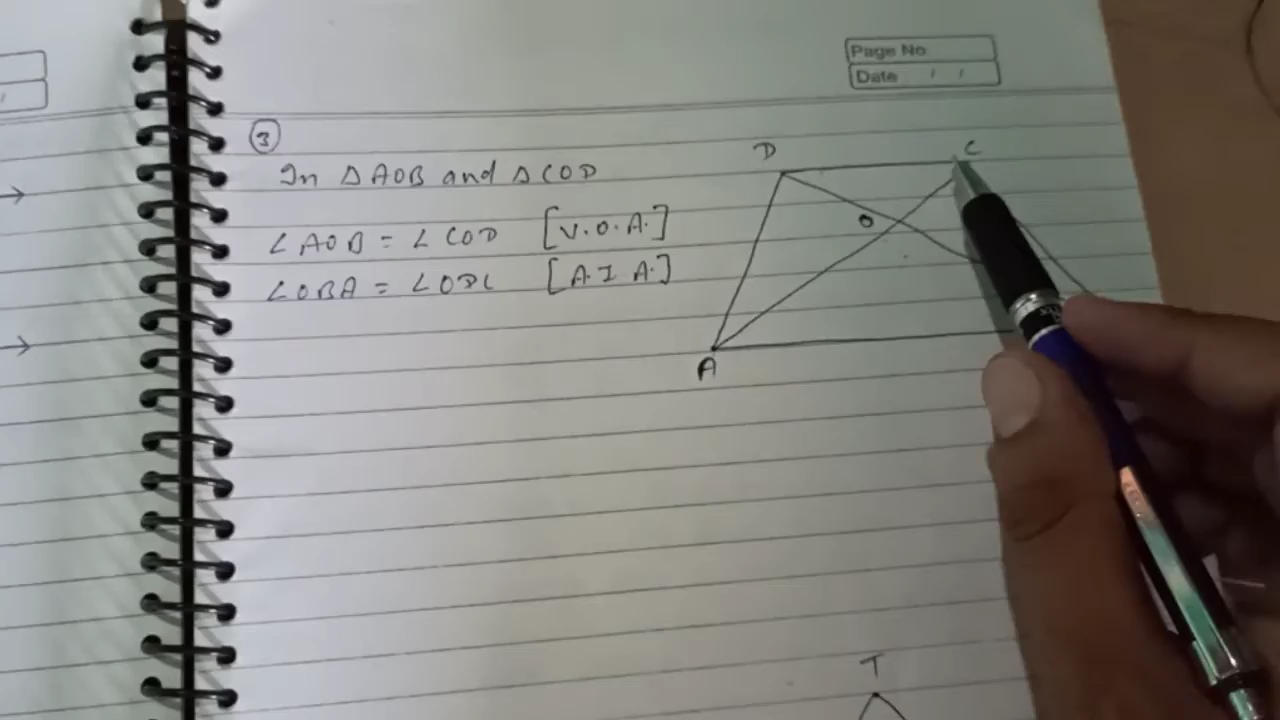 Page No
Date / /
3
In △AOB and △COD
∠AOB = ∠COD [V.O.A.]
∠OBA = ∠ODC [A.I A.]
D
C
O
A
T